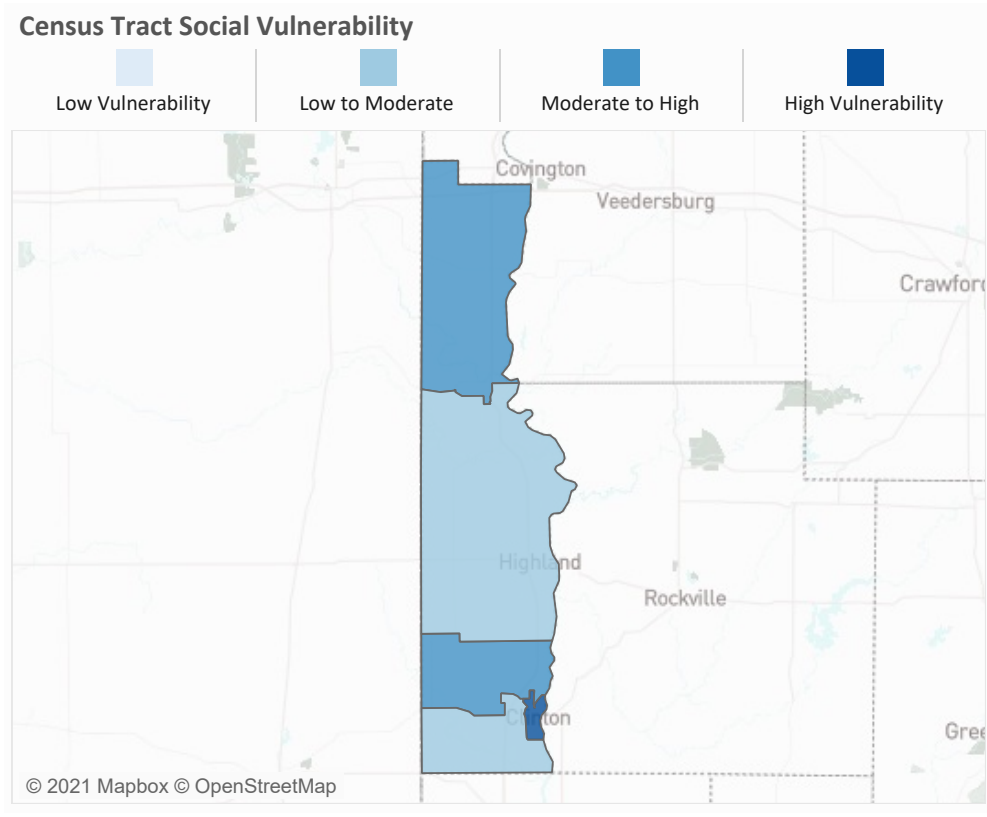 Census Tract Social Vulnerability
Low Vulnerability
Low to Moderate
Moderate to High
High Vulnerability
Covington
Veedersburg
Crawford
Highland
Rockville
Clinton
Gree
© 2021 Mapbox © OpenStreetMap